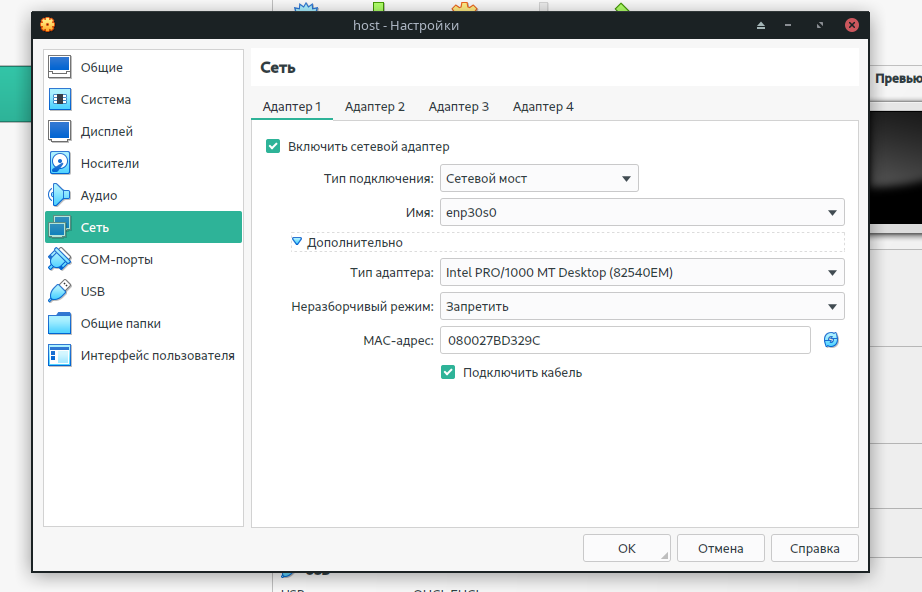 host - Настройки
Общие
Система
Дисплей
Носители
Аудио
Сеть
COM-порты
USB
Общие папки
Интерфейс пользователя
Сеть
Адаптер 1 Адаптер 2 Адаптер 3 Адаптер 4
Включить сетевой адаптер
Тип подключения: Сетевой мост
Имя: enp30s0
Дополнительно
Тип адаптера: Intel PRO/1000 MT Desktop (82540EM)
Неразборчивый режим: Запретить
MAC-адрес: 080027BD329C
Подключить кабель
OK Отмена Справка
Превью